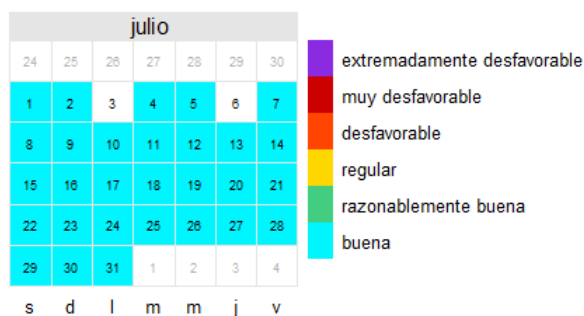 julio
24 25 26 27 28 29 30
1 2 3 4 5 6 7
8 9 10 11 12 13 14
15 16 17 18 19 20 21
22 23 24 25 26 27 28
29 30 31 1 2 3 4
s d l m m j v
extremadamente desfavorable
muy desfavorable
desfavorable
regular
razonablemente buena
buena